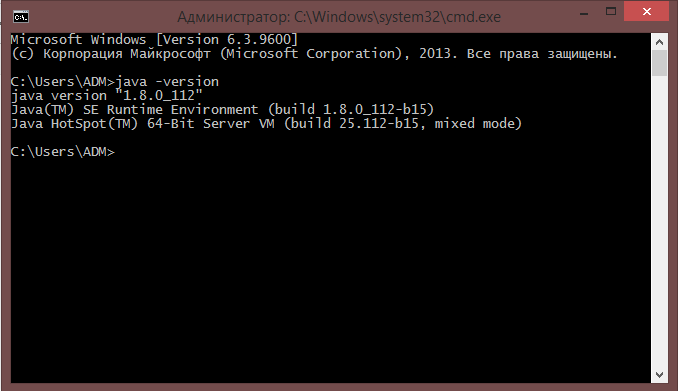 Администратор: C:\Windows\system32\cmd.exe
Microsoft Windows [Version 6.3.9600]
(c) Корпорация Майкрософт (Microsoft Corporation), 2013. Все права защищены.
C:\Users\ADM>java -version
java version "1.8.0_112"
Java(TM) SE Runtime Environment (build 1.8.0_112-b15)
Java HotSpot(TM) 64-Bit Server VM (build 25.112-b15, mixed mode)
C:\Users\ADM>